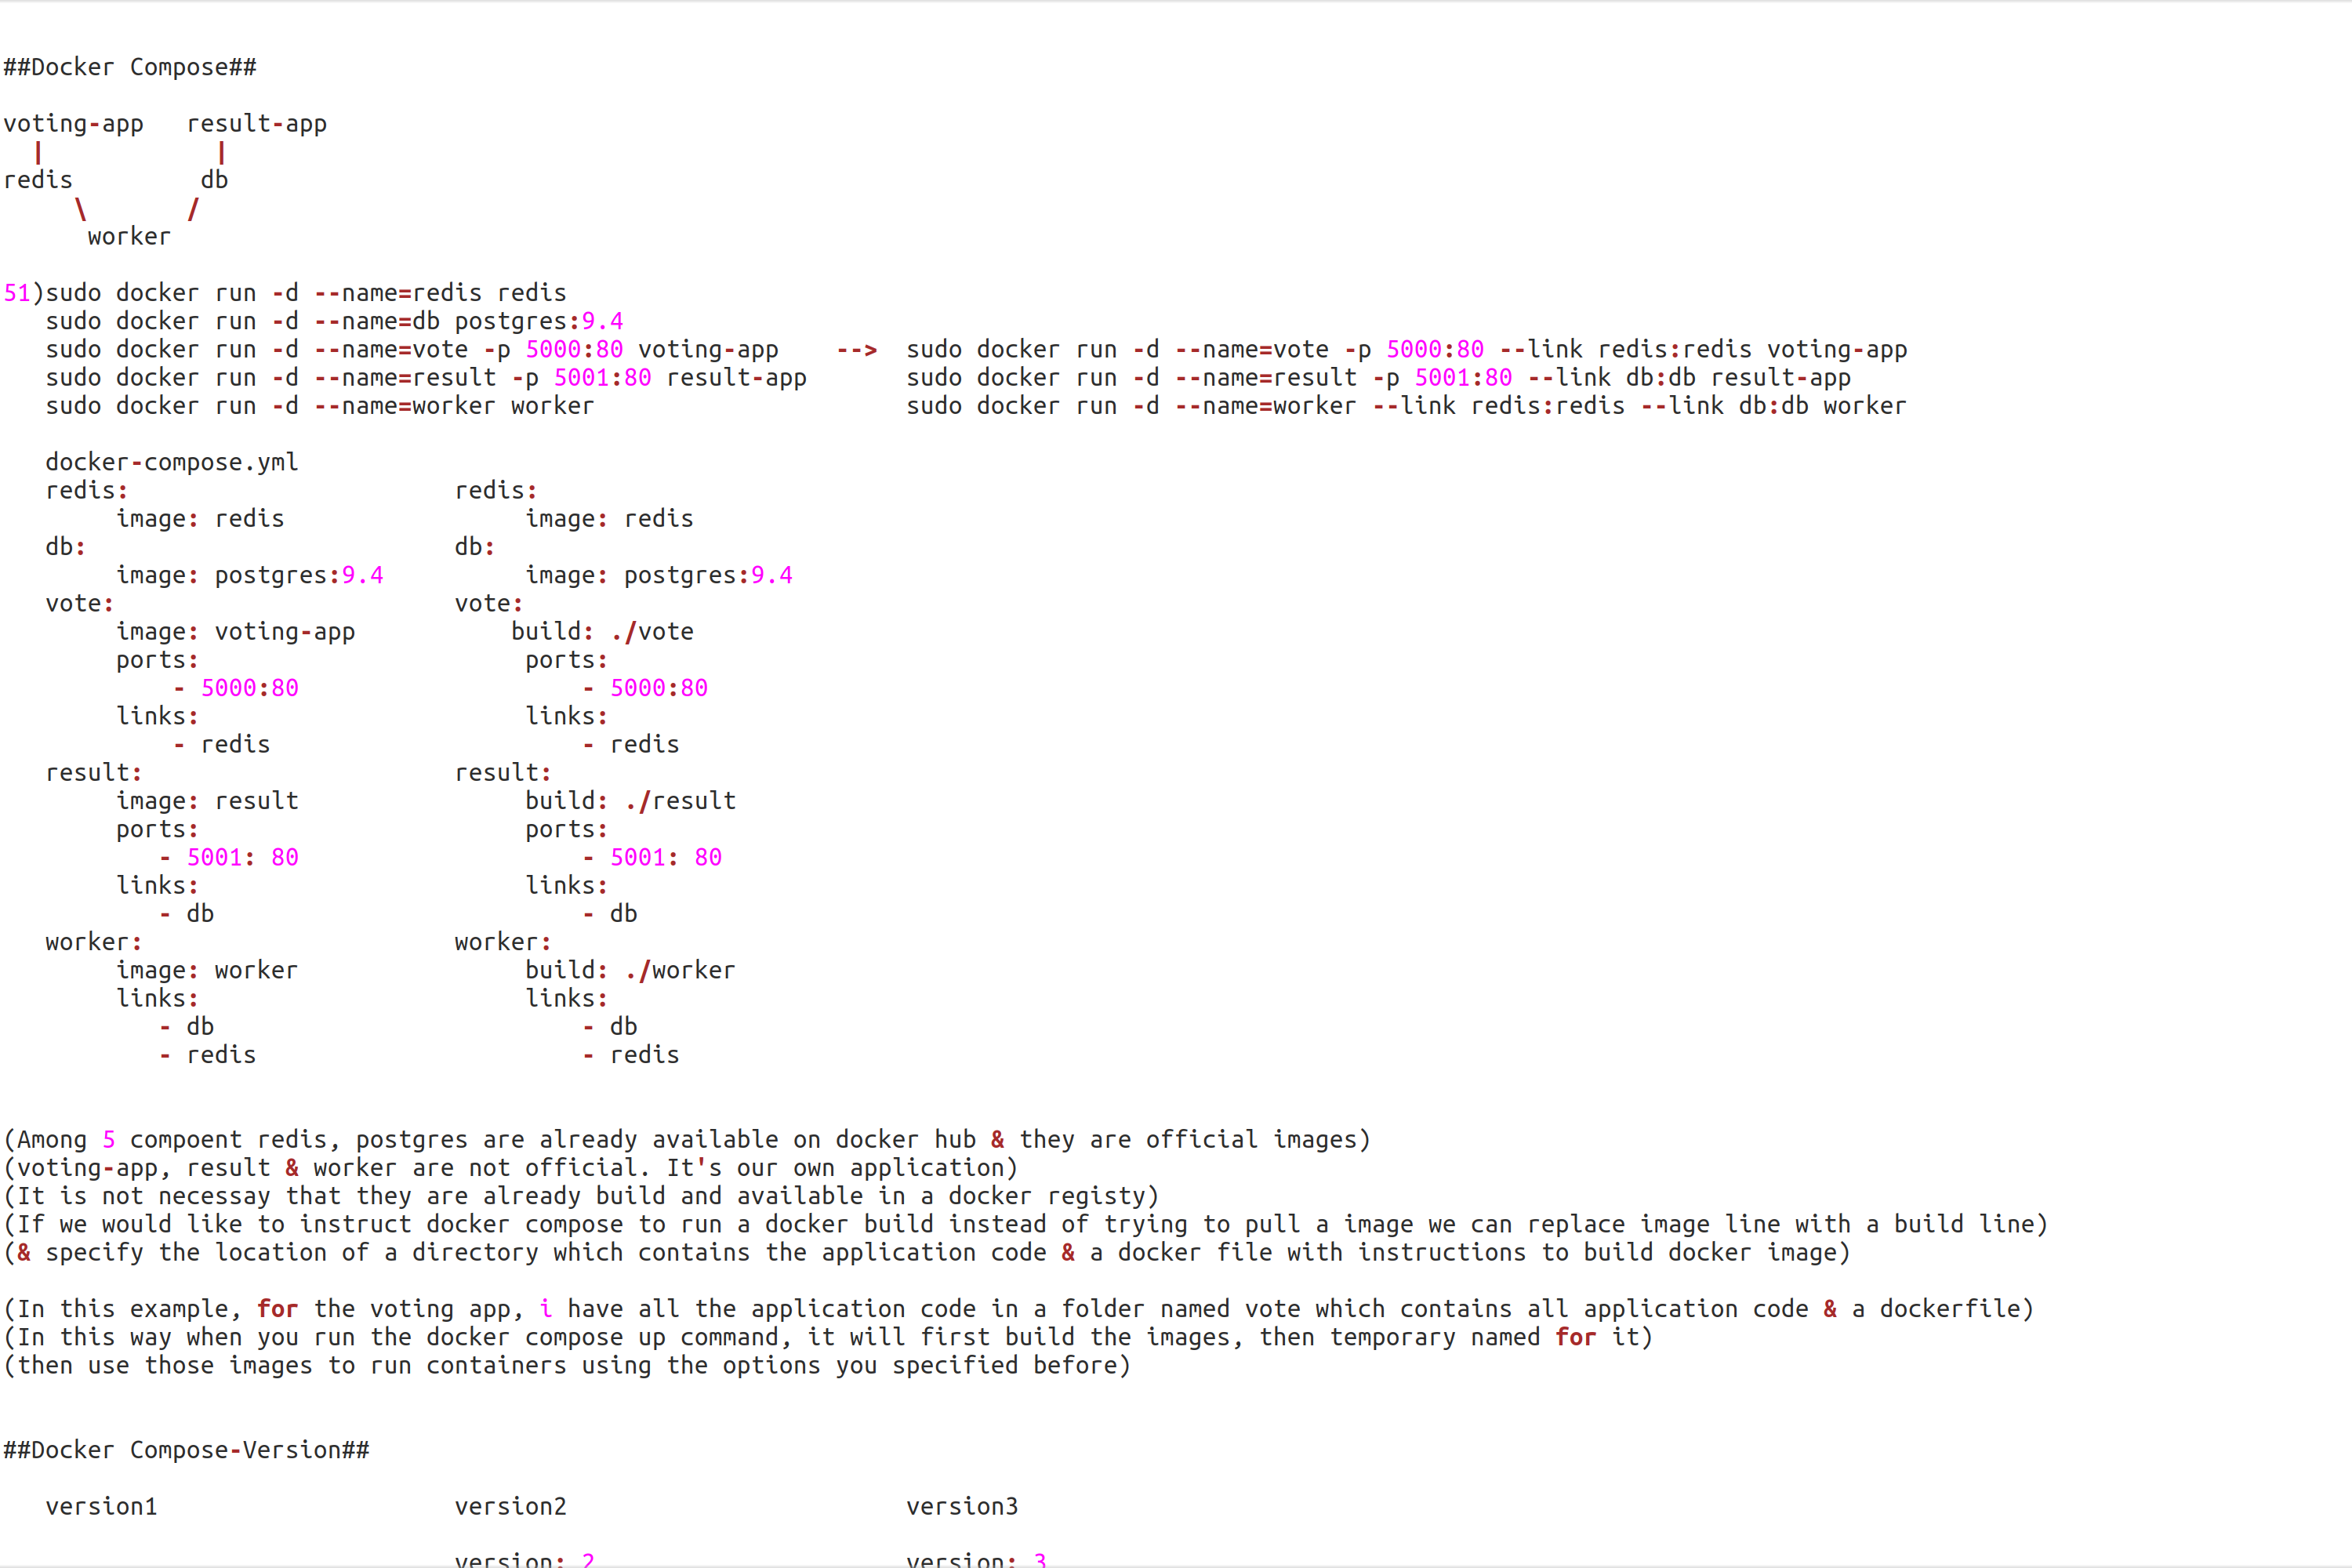 ##Docker Compose##
voting-app   result-app
  |             |
redis         db
     \       /
      worker
51)sudo docker run -d --name=redis redis
   sudo docker run -d --name=db postgres:9.4
   sudo docker run -d --name=vote -p 5000:80 voting-app    -->  sudo docker run -d --name=vote -p 5000:80 --link redis:redis voting-app
   sudo docker run -d --name=result -p 5001:80 result-app       sudo docker run -d --name=result -p 5001:80 --link db:db result-app
   sudo docker run -d --name=worker worker                      sudo docker run -d --name=worker --link redis:redis --link db:db worker
   docker-compose.yml
   redis:                       redis:
        image: redis                 image: redis
   db:                          db:
        image: postgres:9.4          image: postgres:9.4
   vote:                        vote:
        image: voting-app           build: ./vote
        ports:                       ports:
            - 5000:80                    - 5000:80
        links:                       links:
            - redis                      - redis
   result:                      result:
        image: result                build: ./result
        ports:                       ports:
           - 5001: 80                    - 5001: 80
        links:                       links:
           - db                          - db
   worker:                      worker:
        image: worker                build: ./worker
        links:                       links:
           - db                          - db
           - redis                       - redis
(Among 5 compoent redis, postgres are already available on docker hub & they are official images)
(voting-app, result & worker are not official. It's our own application)
(It is not necessay that they are already build and available in a docker registy)
(If we would like to instruct docker compose to run a docker build instead of trying to pull a image we can replace image line with a build line)
(& specify the location of a directory which contains the application code & a docker file with instructions to build docker image)
(In this example, for the voting app, i have all the application code in a folder named vote which contains all application code & a dockerfile)
(In this way when you run the docker compose up command, it will first build the images, then temporary named for it)
(then use those images to run containers using the options you specified before)
##Docker Compose-Version##
   version1                     version2                        version3
                                version: 2                      version: 3